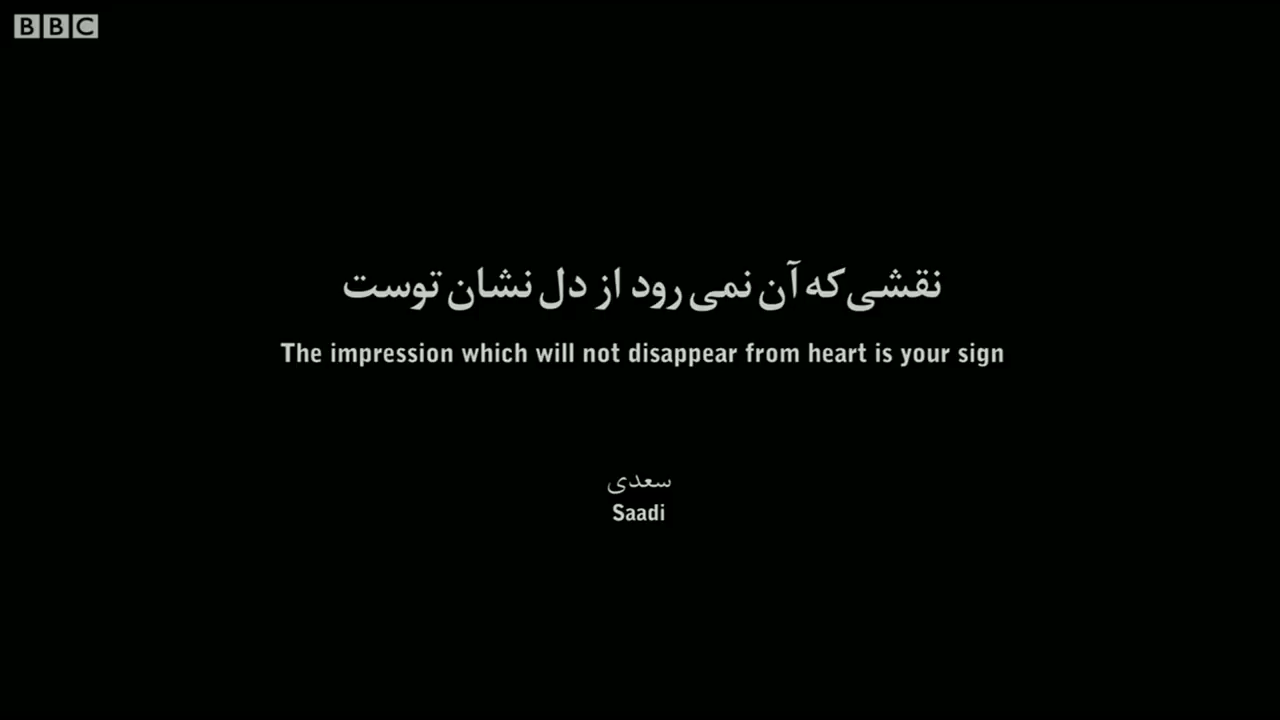 BBC
نقشی که آن نمی رود از دل نشان توست
The impression which will not disappear from heart is your sign
سعدی
Saadi